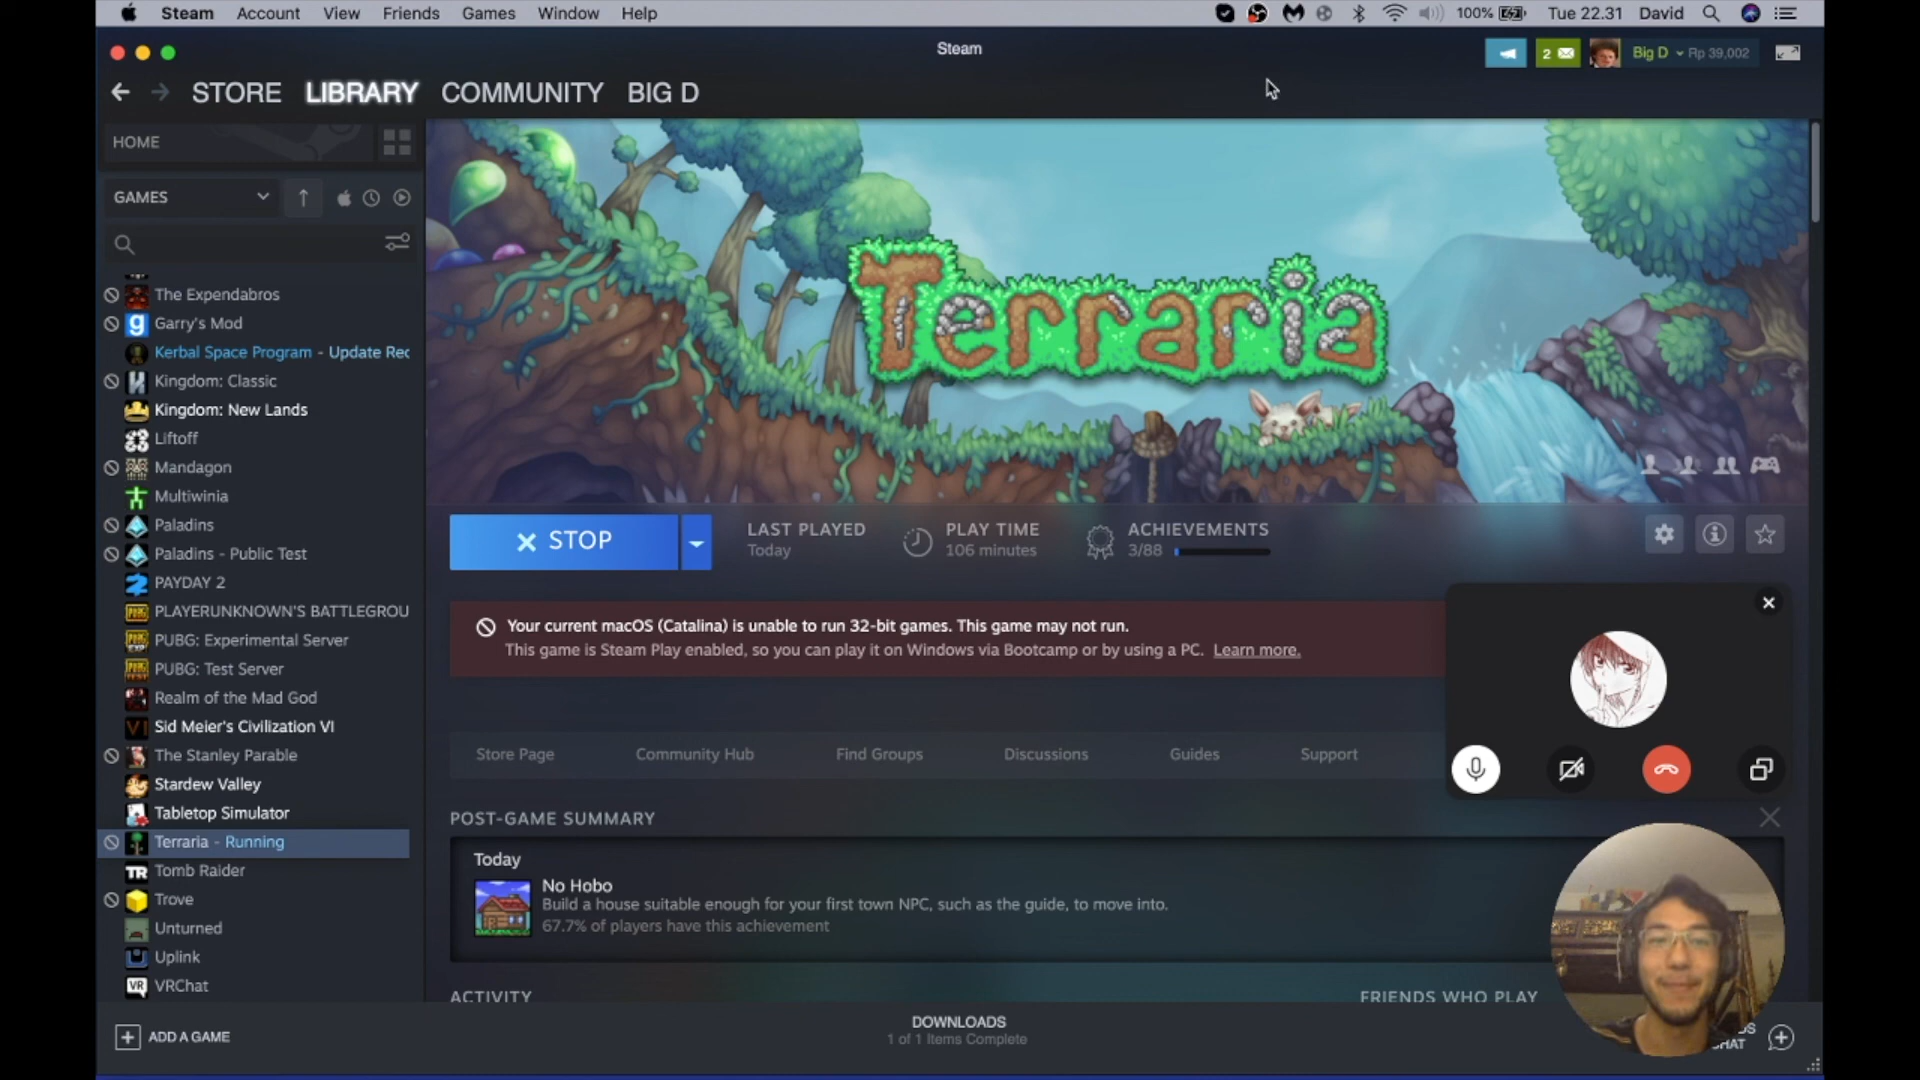 Steam Account View Friends Games Window Help 100% Tue 22.31 David
Steam
2 Big D Rp 39,002
STORE LIBRARY COMMUNITY BIG D
HOME
GAMES
The Expendabros
Garry's Mod
Kerbal Space Program - Update Rec
Kingdom: Classic
Kingdom: New Lands
Liftoff
Mandagon
Multiwinia
Paladins
Paladins - Public Test
PAYDAY 2
PLAYERUNKNOWN'S BATTLEGROU
PUBG: Experimental Server
PUBG: Test Server
Realm of the Mad God
Sid Meier's Civilization VI
The Stanley Parable
Stardew Valley
Tabletop Simulator
Terraria - Running
Tomb Raider
Trove
Unturned
Uplink
VRChat
Terraria
STOP
LAST PLAYED
Today
PLAY TIME
106 minutes
ACHIEVEMENTS
3/88
Your current macOS (Catalina) is unable to run 32-bit games. This game may not run.
This game is Steam Play enabled, so you can play it on Windows via Bootcamp or by using a PC. Learn more.
Store Page Community Hub Find Groups Discussions Guides Support
POST-GAME SUMMARY
Today
No Hobo
Build a house suitable enough for your first town NPC, such as the guide, to move into.
67.7% of players have this achievement
ACTIVITY
FRIENDS WHO PLAY
ADD A GAME
DOWNLOADS
1 of 1 Items Complete